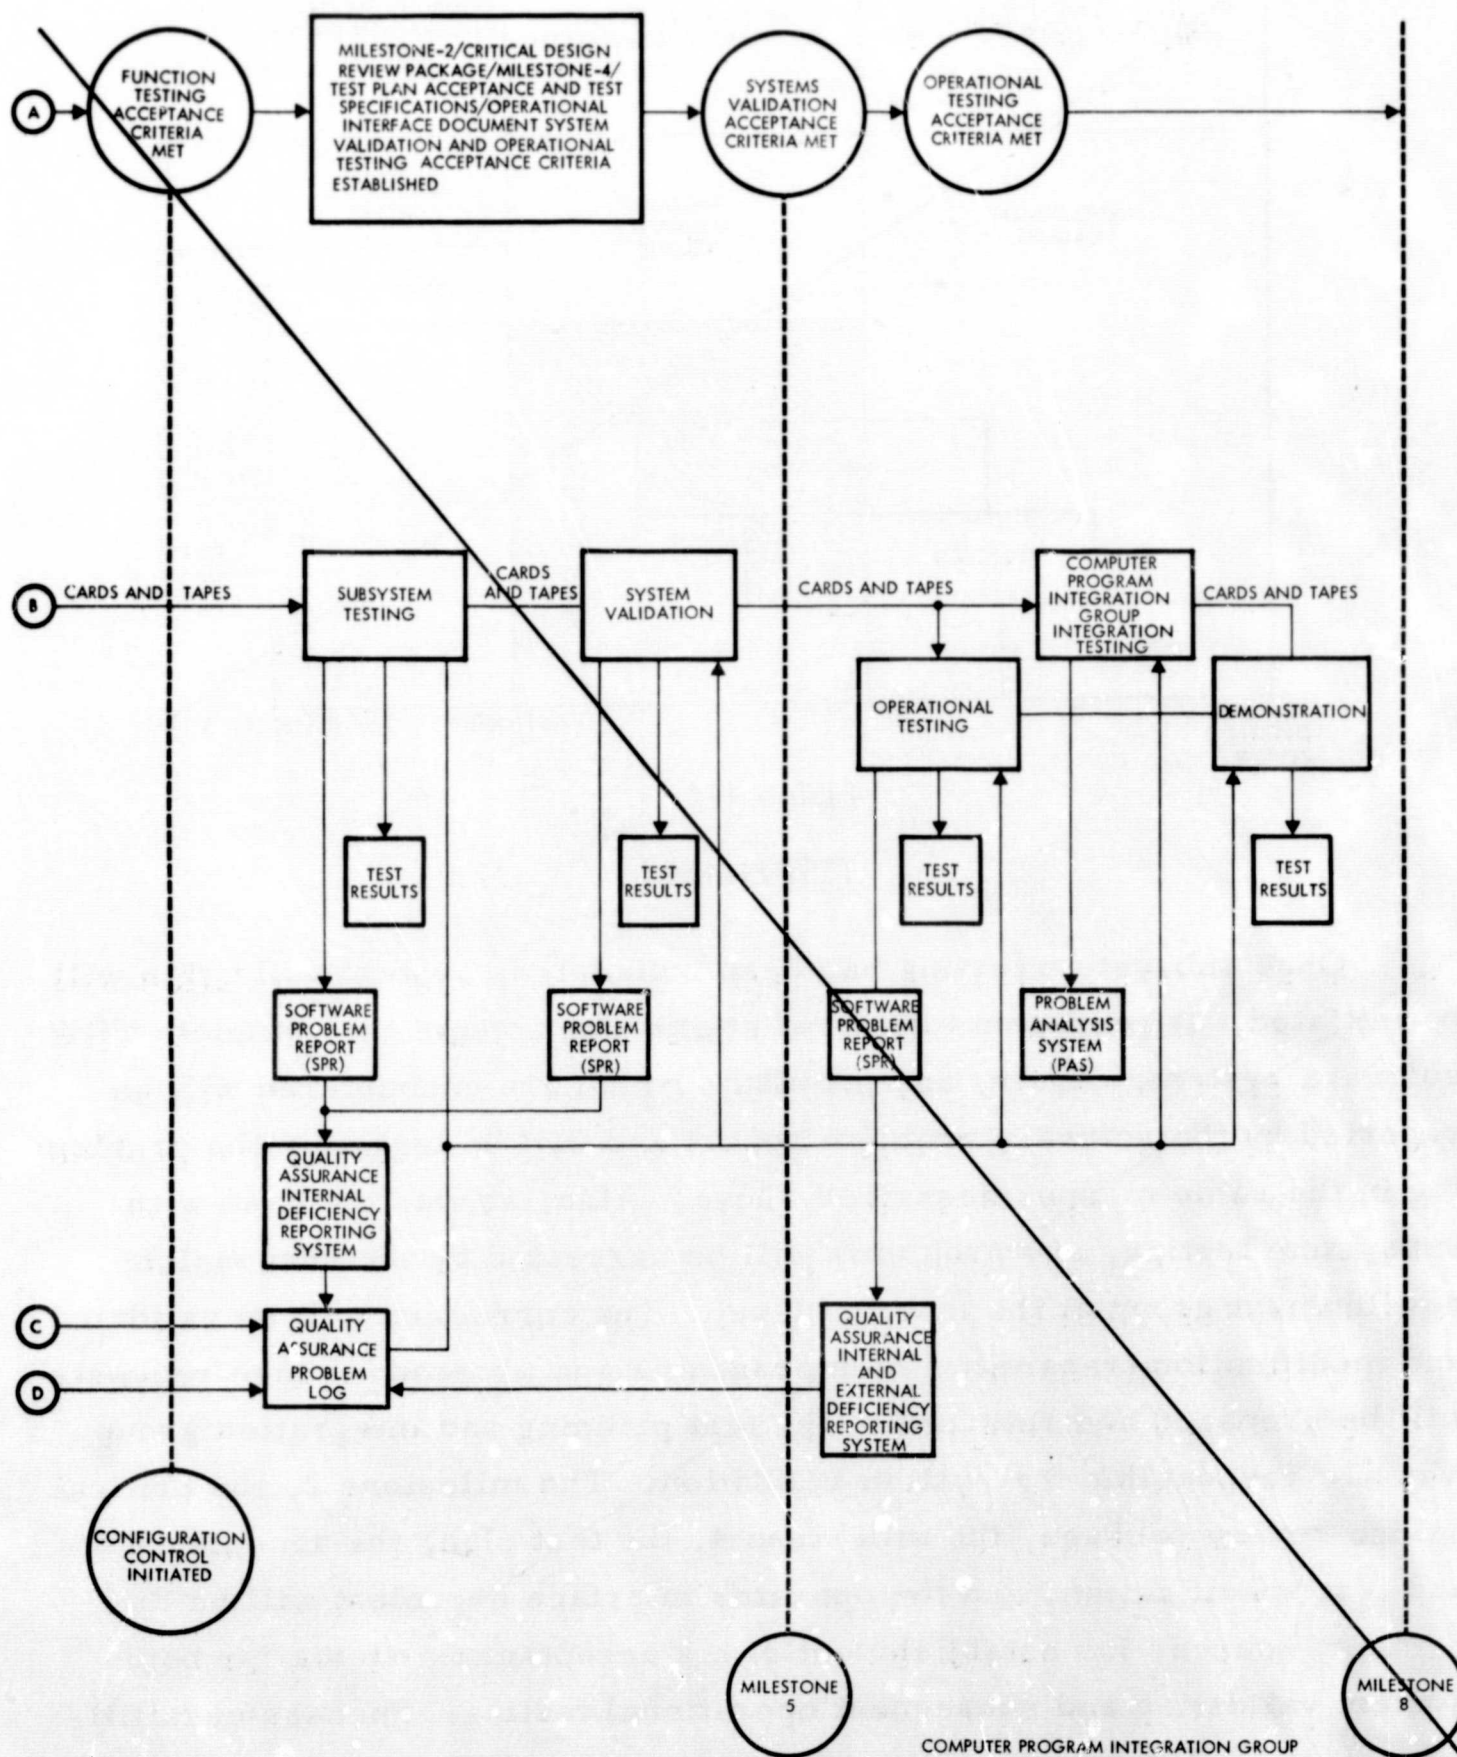 A
FUNCTION
TESTING
ACCEPTANCE
CRITERIA
MET
MILESTONE-2/CRITICAL DESIGN
REVIEW PACKAGE/MILESTONE-4/
TEST PLAN ACCEPTANCE AND TEST
SPECIFICATIONS/OPERATIONAL
INTERFACE DOCUMENT SYSTEM
VALIDATION AND OPERATIONAL
TESTING ACCEPTANCE CRITERIA
ESTABLISHED
SYSTEMS
VALIDATION
ACCEPTANCE
CRITERIA MET
OPERATIONAL
TESTING
ACCEPTANCE
CRITERIA MET
B
CARDS AND TAPES
SUBSYSTEM
TESTING
CARDS
AND TAPES
SYSTEM
VALIDATION
CARDS AND TAPES
COMPUTER
PROGRAM
INTEGRATION
GROUP
INTEGRATION
TESTING
CARDS AND TAPES
OPERATIONAL
TESTING
DEMONSTRATION
TEST
RESULTS
TEST
RESULTS
TEST
RESULTS
TEST
RESULTS
SOFTWARE
PROBLEM
REPORT
(SPR)
SOFTWARE
PROBLEM
REPORT
(SPR)
SOFTWARE
PROBLEM
REPORT
(SPR)
PROBLEM
ANALYSIS
SYSTEM
(PAS)
QUALITY
ASSURANCE
INTERNAL
DEFICIENCY
REPORTING
SYSTEM
C
D
QUALITY
ASSURANCE
PROBLEM
LOG
QUALITY
ASSURANCE
INTERNAL
AND
EXTERNAL
DEFICIENCY
REPORTING
SYSTEM
CONFIGURATION
CONTROL
INITIATED
MILESTONE
5
MILESTONE
8
COMPUTER PROGRAM INTEGRATION GROUP